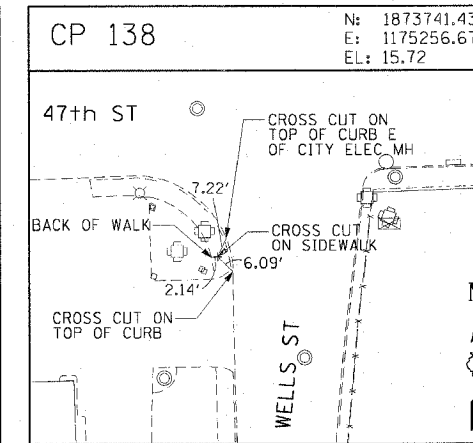 CP 138
N: 1873741.43
E: 1175256.67
EL: 15.72
47th ST
CROSS CUT ON
TOP OF CURB E
OF CITY ELEC MH
7.22'
BACK OF WALK
CROSS CUT
ON SIDEWALK
6.09'
2.14'
CROSS CUT ON
TOP OF CURB
WELLS ST